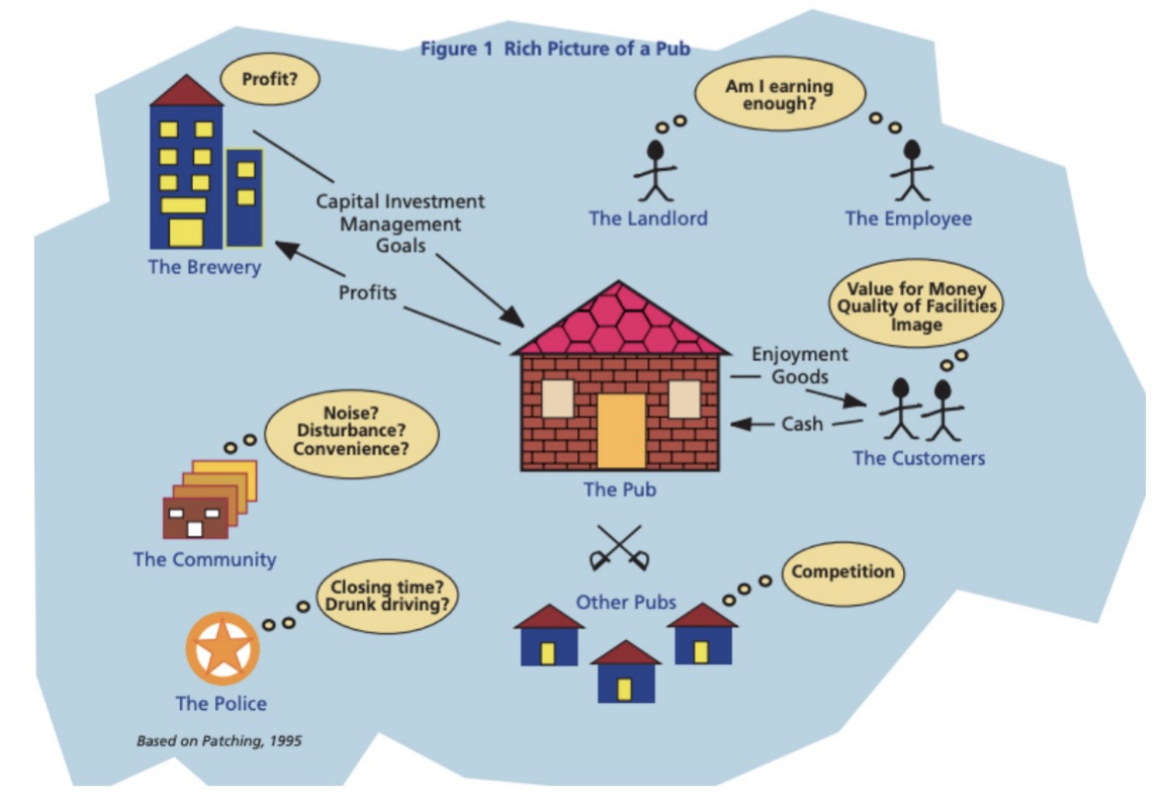 Figure 1 Rich Picture of a Pub
Profit?
Am I earning
enough?
Capital Investment
Management
Goals
The Landlord
The Employee
The Brewery
Profits
Value for Money
Quality of Facilities
Image
Enjoyment
Goods
Cash
The Customers
Noise?
Disturbance?
Convenience?
The Pub
The Community
Closing time?
Drunk driving?
Competition
Other Pubs
The Police
Based on Patching, 1995